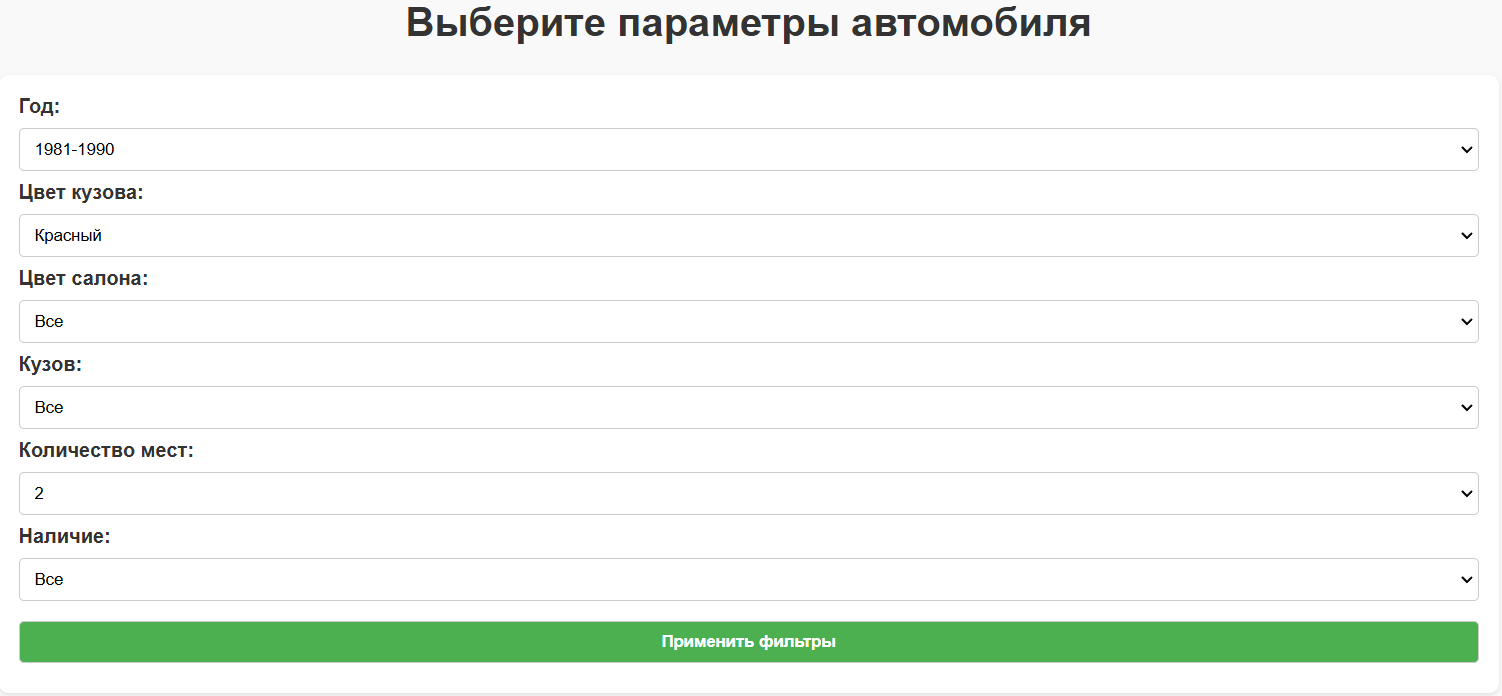 Выберите параметры автомобиля
Год:
1981-1990
Цвет кузова:
Красный
Цвет салона:
Все
Кузов:
Все
Количество мест:
2
Наличие:
Все
Применить фильтры